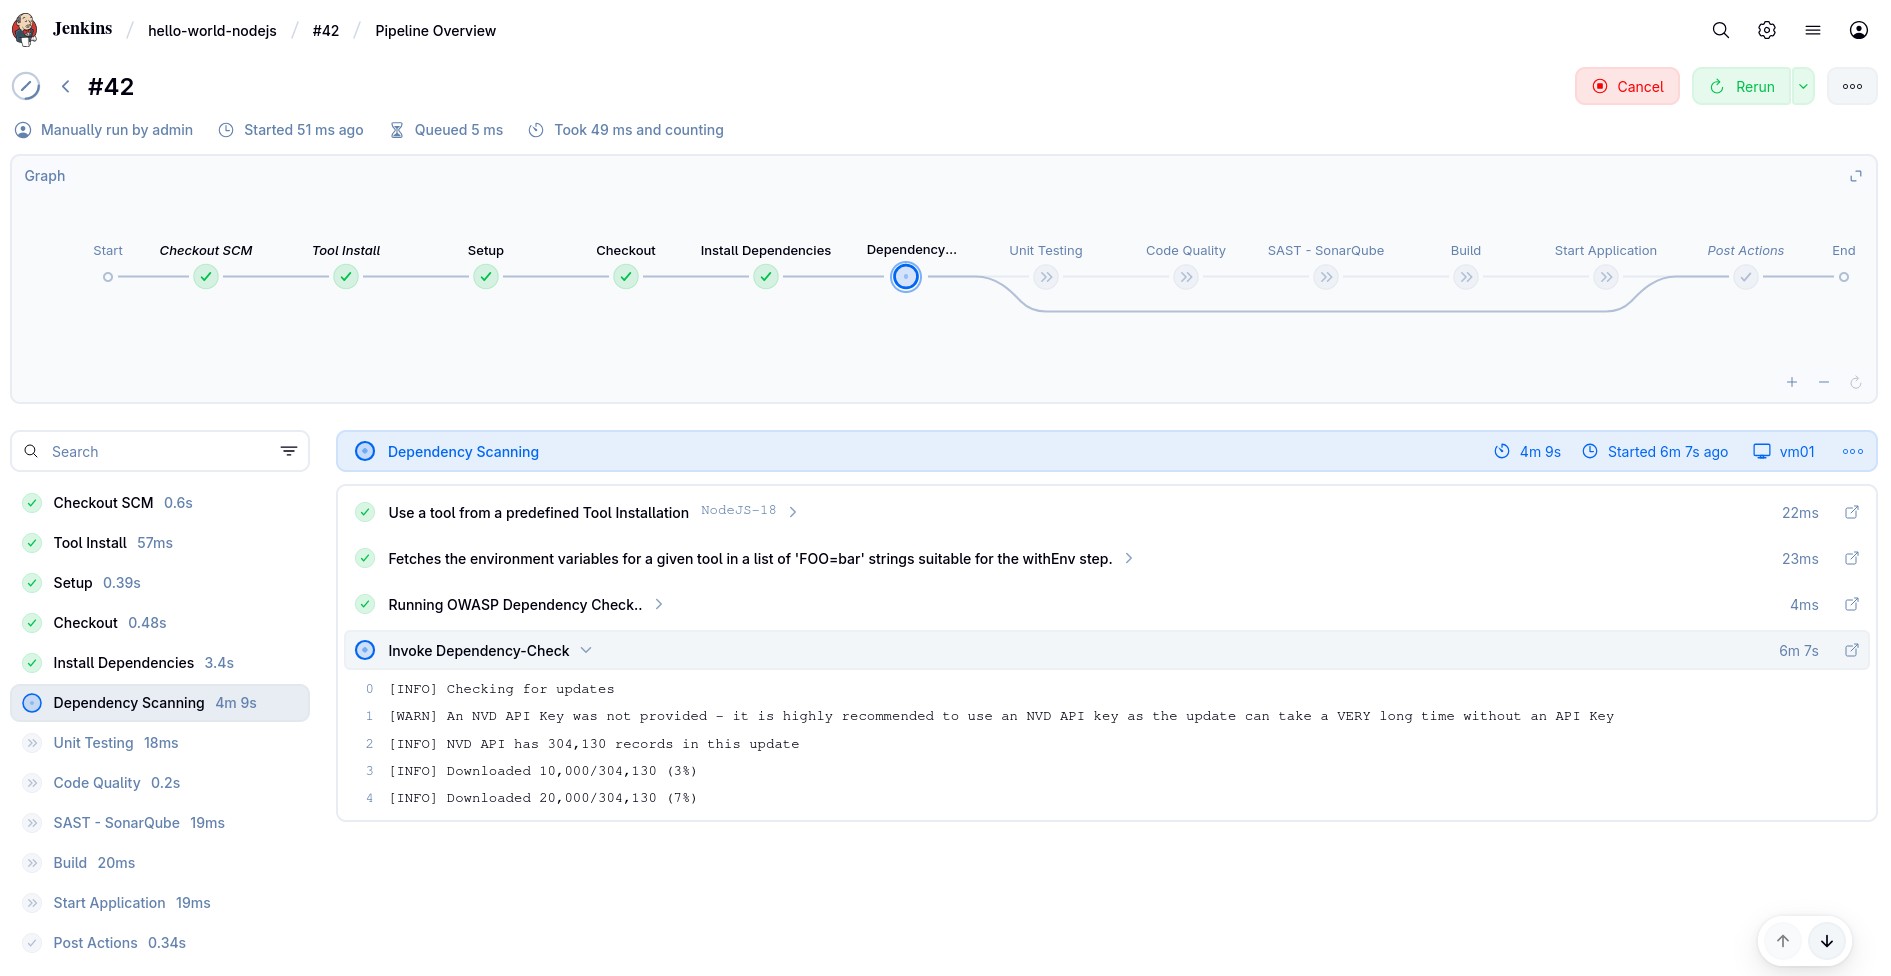 Jenkins / hello-world-nodejs / #42 / Pipeline Overview
#42
Cancel
Rerun
Manually run by admin Started 51 ms ago Queued 5 ms Took 49 ms and counting
Graph
Start Checkout SCM Tool Install Setup Checkout Install Dependencies Dependency... Unit Testing Code Quality SAST - SonarQube Build Start Application Post Actions End
Search
Checkout SCM 0.6s
Tool Install 57ms
Setup 0.39s
Checkout 0.48s
Install Dependencies 3.4s
Dependency Scanning 4m 9s
Unit Testing 18ms
Code Quality 0.2s
SAST - SonarQube 19ms
Build 20ms
Start Application 19ms
Post Actions 0.34s
Dependency Scanning 4m 9s Started 6m 7s ago vm01
Use a tool from a predefined Tool Installation NodeJS-18 22ms
Fetches the environment variables for a given tool in a list of 'FOO=bar' strings suitable for the withEnv step. 23ms
Running OWASP Dependency Check.. 4ms
Invoke Dependency-Check 6m 7s
0 [INFO] Checking for updates
1 [WARN] An NVD API Key was not provided - it is highly recommended to use an NVD API key as the update can take a VERY long time without an API Key
2 [INFO] NVD API has 304,130 records in this update
3 [INFO] Downloaded 10,000/304,130 (3%)
4 [INFO] Downloaded 20,000/304,130 (7%)